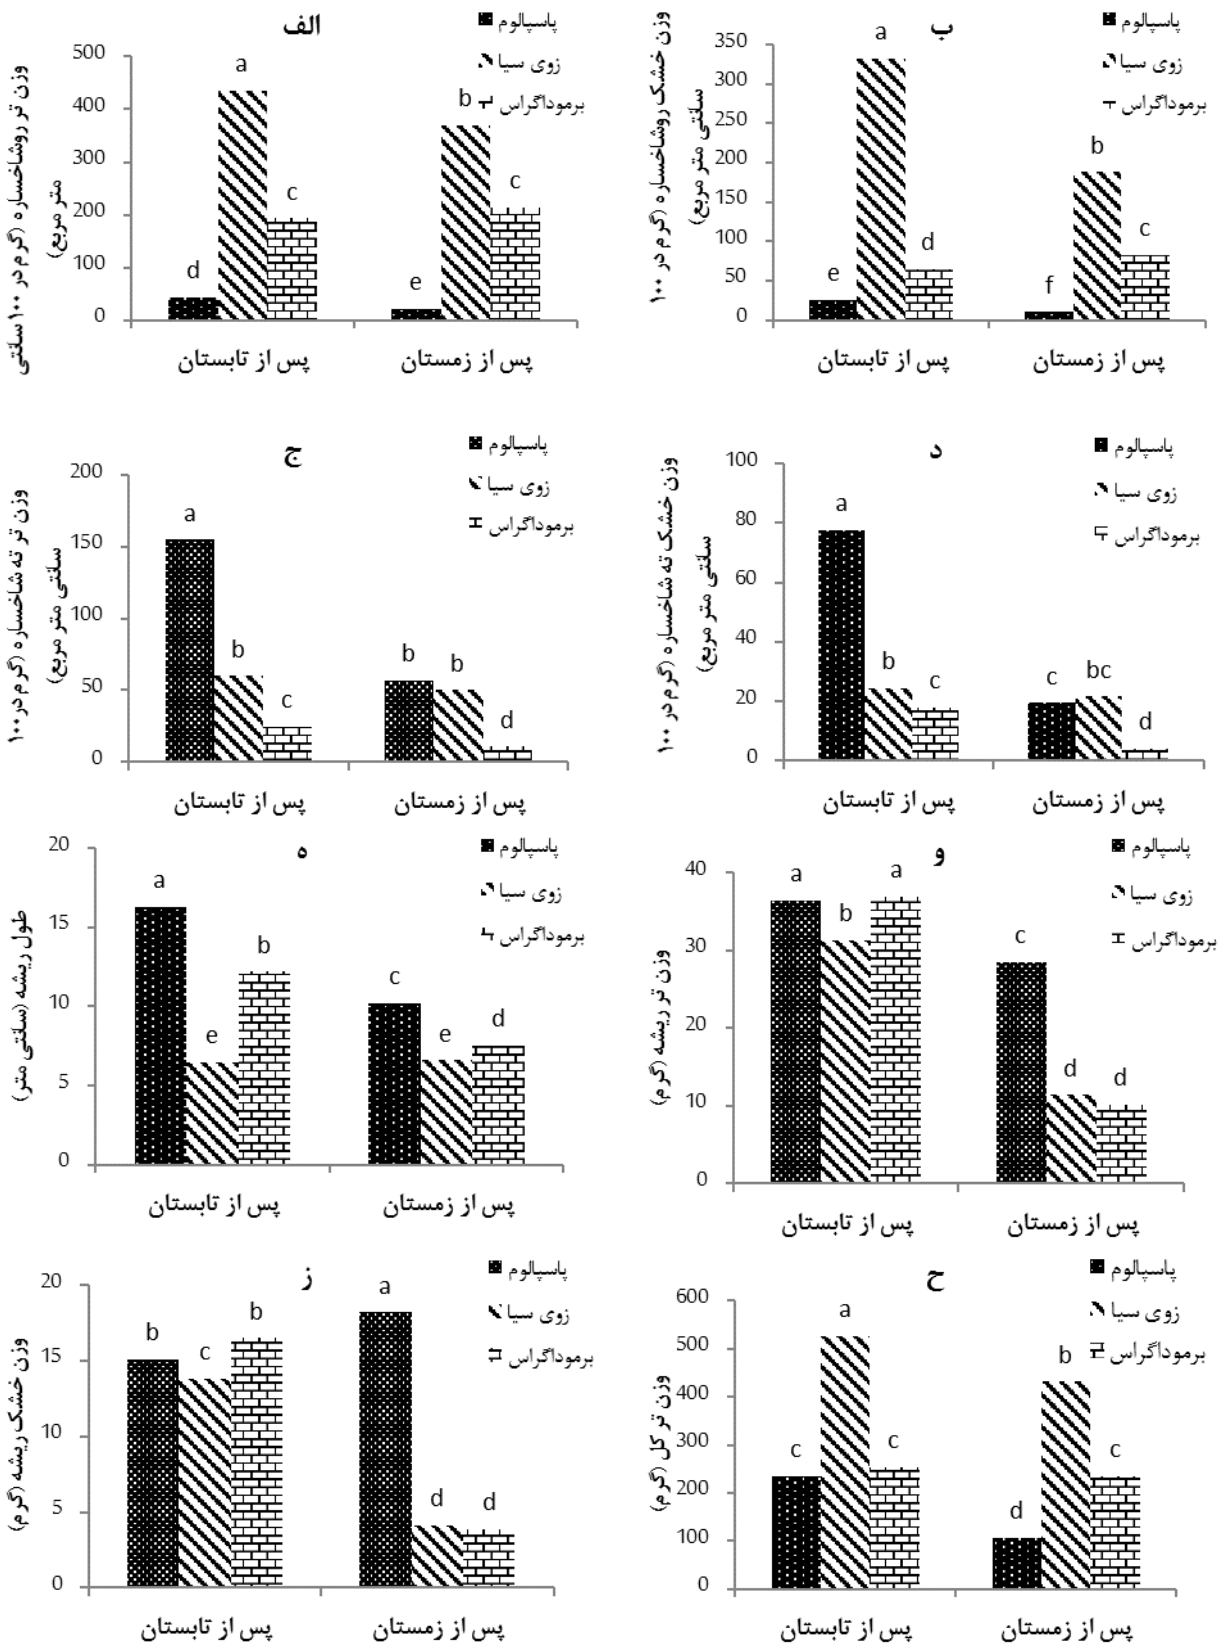 الف
پاسپالوم
زوی سیا
برموداگراس
وزن تر روشاخساره (گرم در ۱۰۰ سانتی
متر مربع)
500
400
300
200
100
0
a
b
c
c
d
e
پس از تابستان
پس از زمستان
ب
پاسپالوم
زوی سیا
برموداگراس
وزن خشک روشاخساره (گرم در ۱۰۰
سانتی متر مربع)
350
300
250
200
150
100
50
0
a
b
d
c
e
f
پس از تابستان
پس از زمستان
ج
پاسپالوم
زوی سیا
برموداگراس
وزن تر ته شاخساره (گرم در ۱۰۰
سانتی متر مربع)
200
150
100
50
0
a
b
c
b
b
d
پس از تابستان
پس از زمستان
د
پاسپالوم
زوی سیا
برموداگراس
وزن خشک ته شاخساره (گرم در ۱۰۰
سانتی متر مربع)
100
80
60
40
20
0
a
b
c
c
bc
d
پس از تابستان
پس از زمستان
ه
پاسپالوم
زوی سیا
برموداگراس
طول ریشه (سانتی متر)
20
15
10
5
0
a
e
b
c
e
d
پس از تابستان
پس از زمستان
و
پاسپالوم
زوی سیا
برموداگراس
وزن تر ریشه (گرم)
40
30
20
10
0
a
b
a
c
d
d
پس از تابستان
پس از زمستان
ز
پاسپالوم
زوی سیا
برموداگراس
وزن خشک ریشه (گرم)
20
15
10
5
0
b
c
b
a
d
d
پس از تابستان
پس از زمستان
ح
پاسپالوم
زوی سیا
برموداگراس
وزن تر کل (گرم)
600
500
400
300
200
100
0
c
a
c
d
b
c
پس از تابستان
پس از زمستان